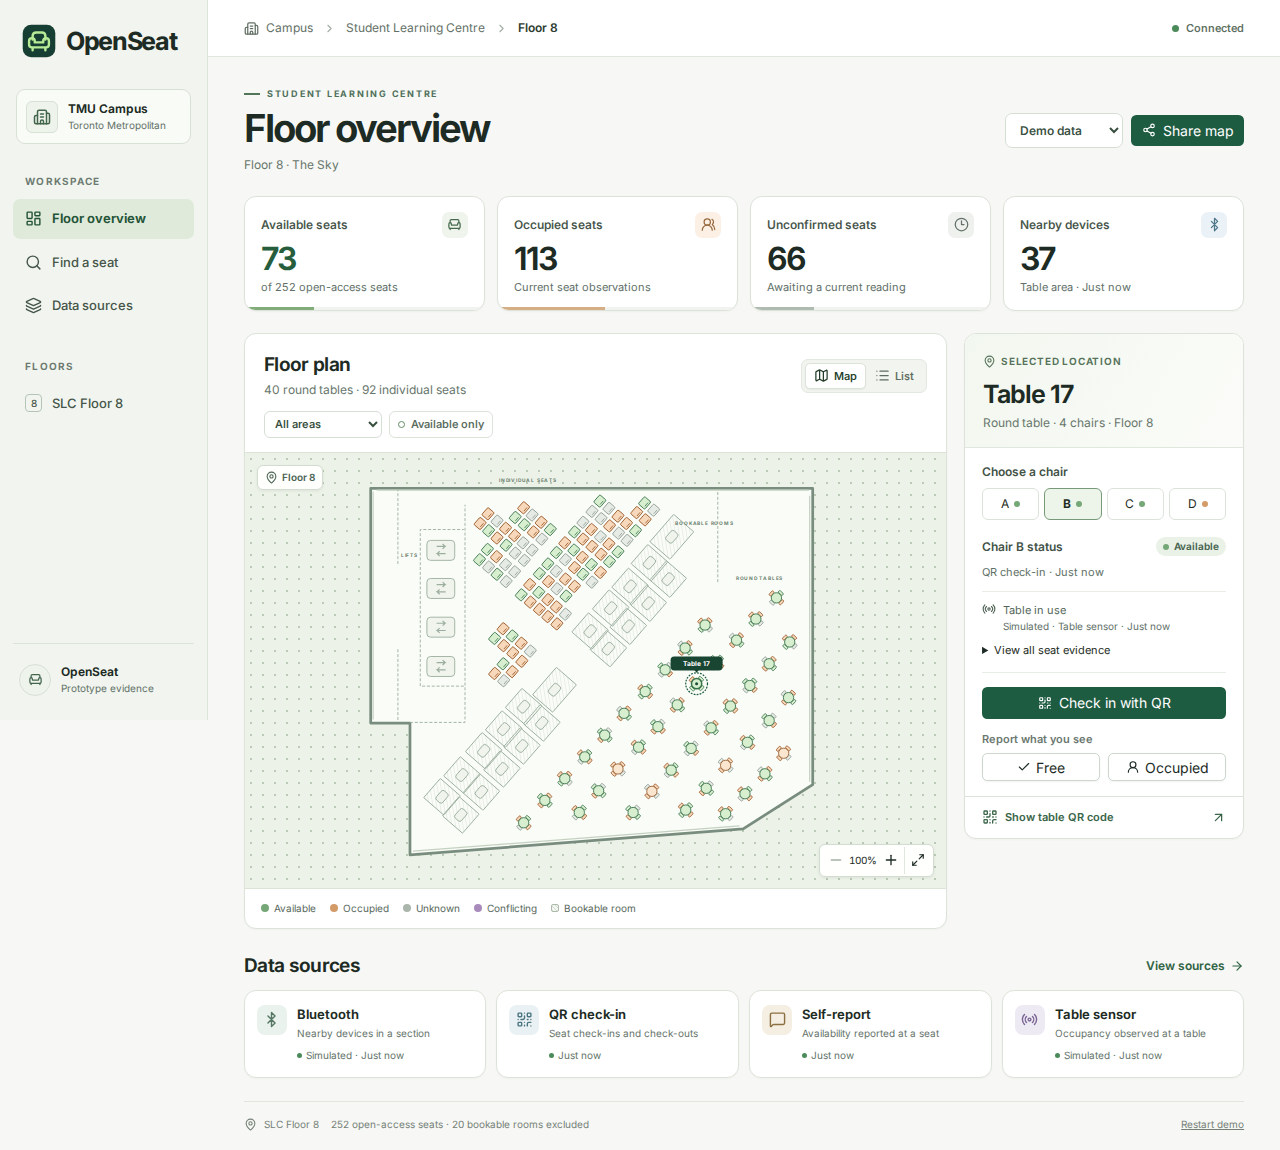 OpenSeat
Campus
Student Learning Centre
Floor 8
Connected
TMU Campus
Toronto Metropolitan
WORKSPACE
Floor overview
Find a seat
Data sources
FLOORS
8
SLC Floor 8
OpenSeat
Prototype evidence
STUDENT LEARNING CENTRE
Floor overview
Floor 8 · The Sky
Demo data
Share map
Available seats
73
of 252 open-access seats
Occupied seats
113
Current seat observations
Unconfirmed seats
66
Awaiting a current reading
Nearby devices
37
Table area · Just now
Floor plan
40 round tables · 92 individual seats
Map
List
All areas
Available only
Floor 8
INDIVIDUAL SEATS
BOOKABLE ROOMS
LIFTS
ROUND TABLES
Table 17
100%
Available
Occupied
Unknown
Conflicting
Bookable room
SELECTED LOCATION
Table 17
Round table · 4 chairs · Floor 8
Choose a chair
A
B
C
D
Chair B status
Available
QR check-in · Just now
Table in use
Simulated · Table sensor · Just now
View all seat evidence
Check in with QR
Report what you see
Free
Occupied
Show table QR code
Data sources
View sources
Bluetooth
Nearby devices in a section
Simulated · Just now
QR check-in
Seat check-ins and check-outs
Just now
Self-report
Availability reported at a seat
Just now
Table sensor
Occupancy observed at a table
Simulated · Just now
SLC Floor 8
252 open-access seats · 20 bookable rooms excluded
Restart demo